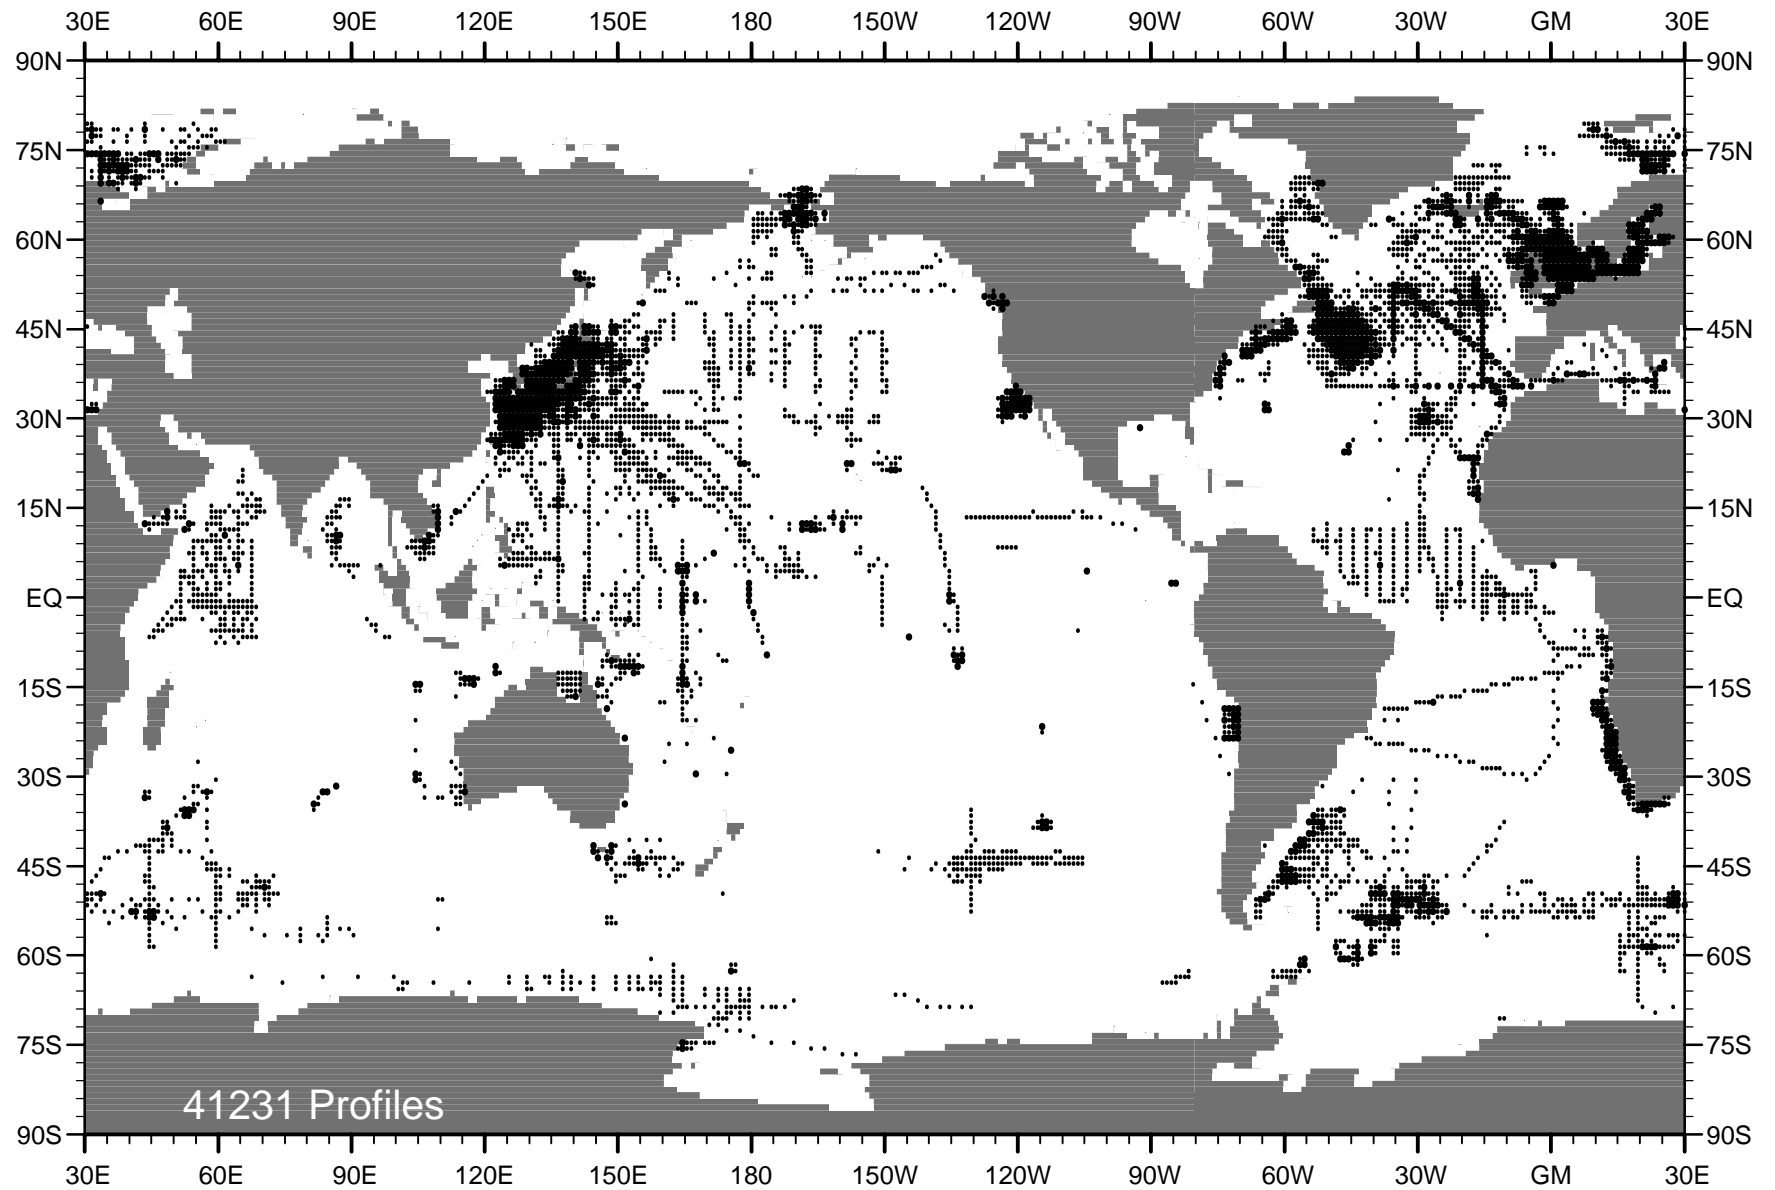 30E 60E 90E 120E 150E 180 150W 120W 90W 60W 30W GM 30E
90N 90N
75N 75N
60N 60N
45N 45N
30N 30N
15N 15N
EQ EQ
15S 15S
30S 30S
45S 45S
60S 60S
75S 75S
41231 Profiles
90S 90S
30E 60E 90E 120E 150E 180 150W 120W 90W 60W 30W GM 30E